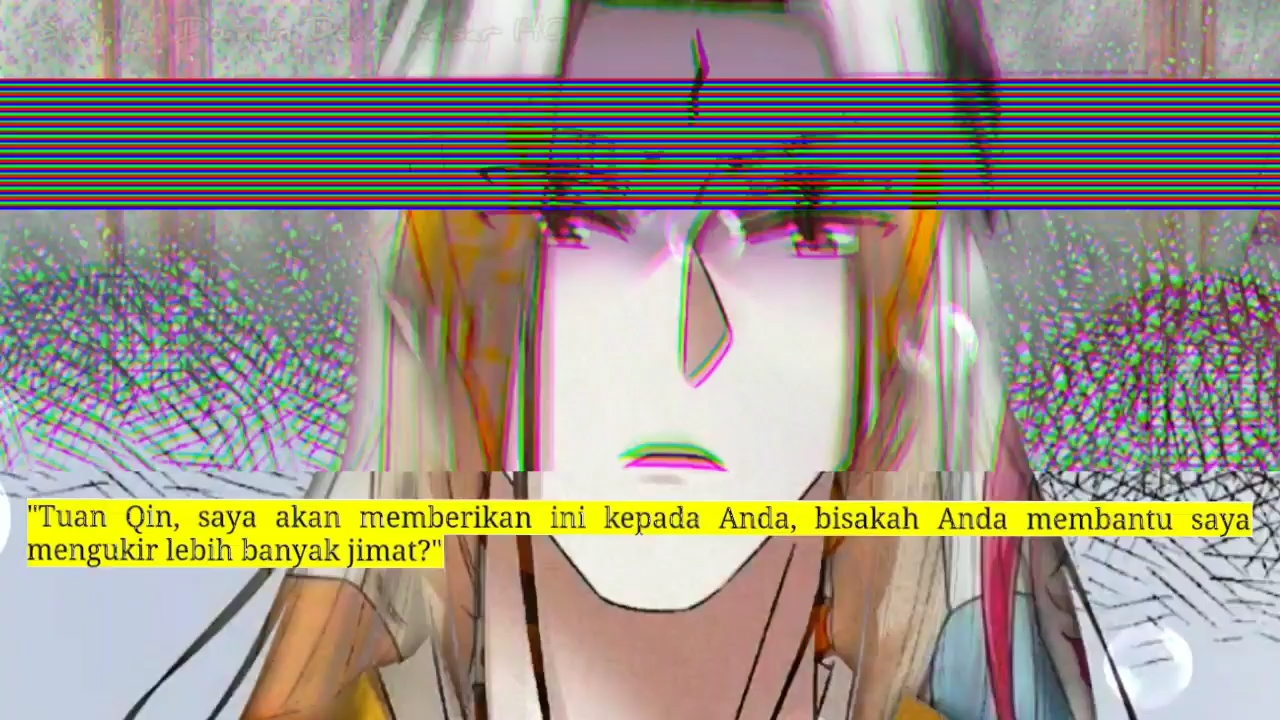 "Tuan Qin, saya akan memberikan ini kepada Anda, bisakah Anda membantu saya
mengukir lebih banyak jimat?"